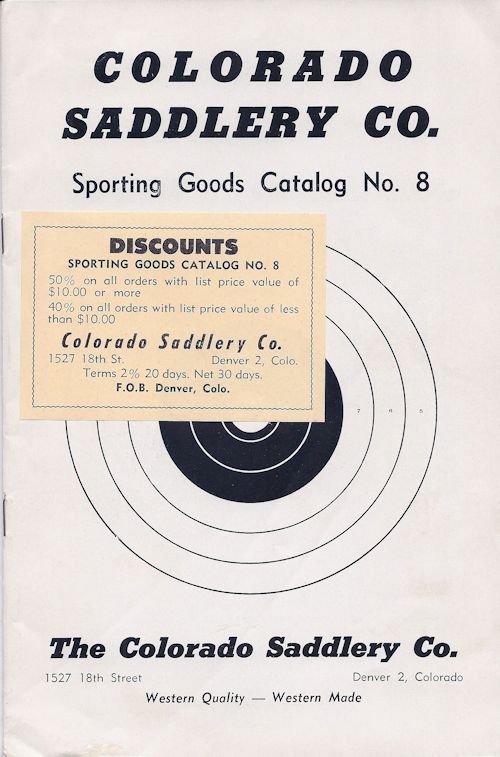 COLORADO
SADDLERY CO.
Sporting Goods Catalog No. 8
DISCOUNTS
SPORTING GOODS CATALOG NO. 8
50% on all orders with list price value of
$10.00 or more
40% on all orders with list price value of less
than $10.00
Colorado Saddlery Co.
1527 18th St. Denver 2, Colo.
Terms 2% 20 days. Net 30 days.
F.O.B. Denver, Colo.
7 6 5
The Colorado Saddlery Co.
1527 18th Street Denver 2, Colorado
Western Quality — Western Made